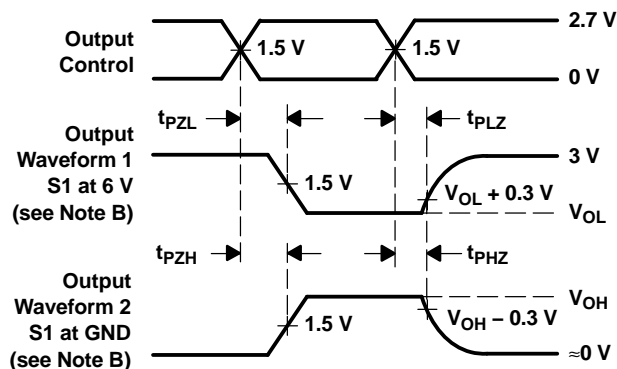 2.7 V
Output
Control
1.5 V
1.5 V
0 V
tPZL
tPLZ
Output
Waveform 1
S1 at 6 V
(see Note B)
3 V
1.5 V
VOL + 0.3 V
VOL
tPZH
tPHZ
Output
Waveform 2
S1 at GND
(see Note B)
VOH
1.5 V
VOH – 0.3 V
≈0 V